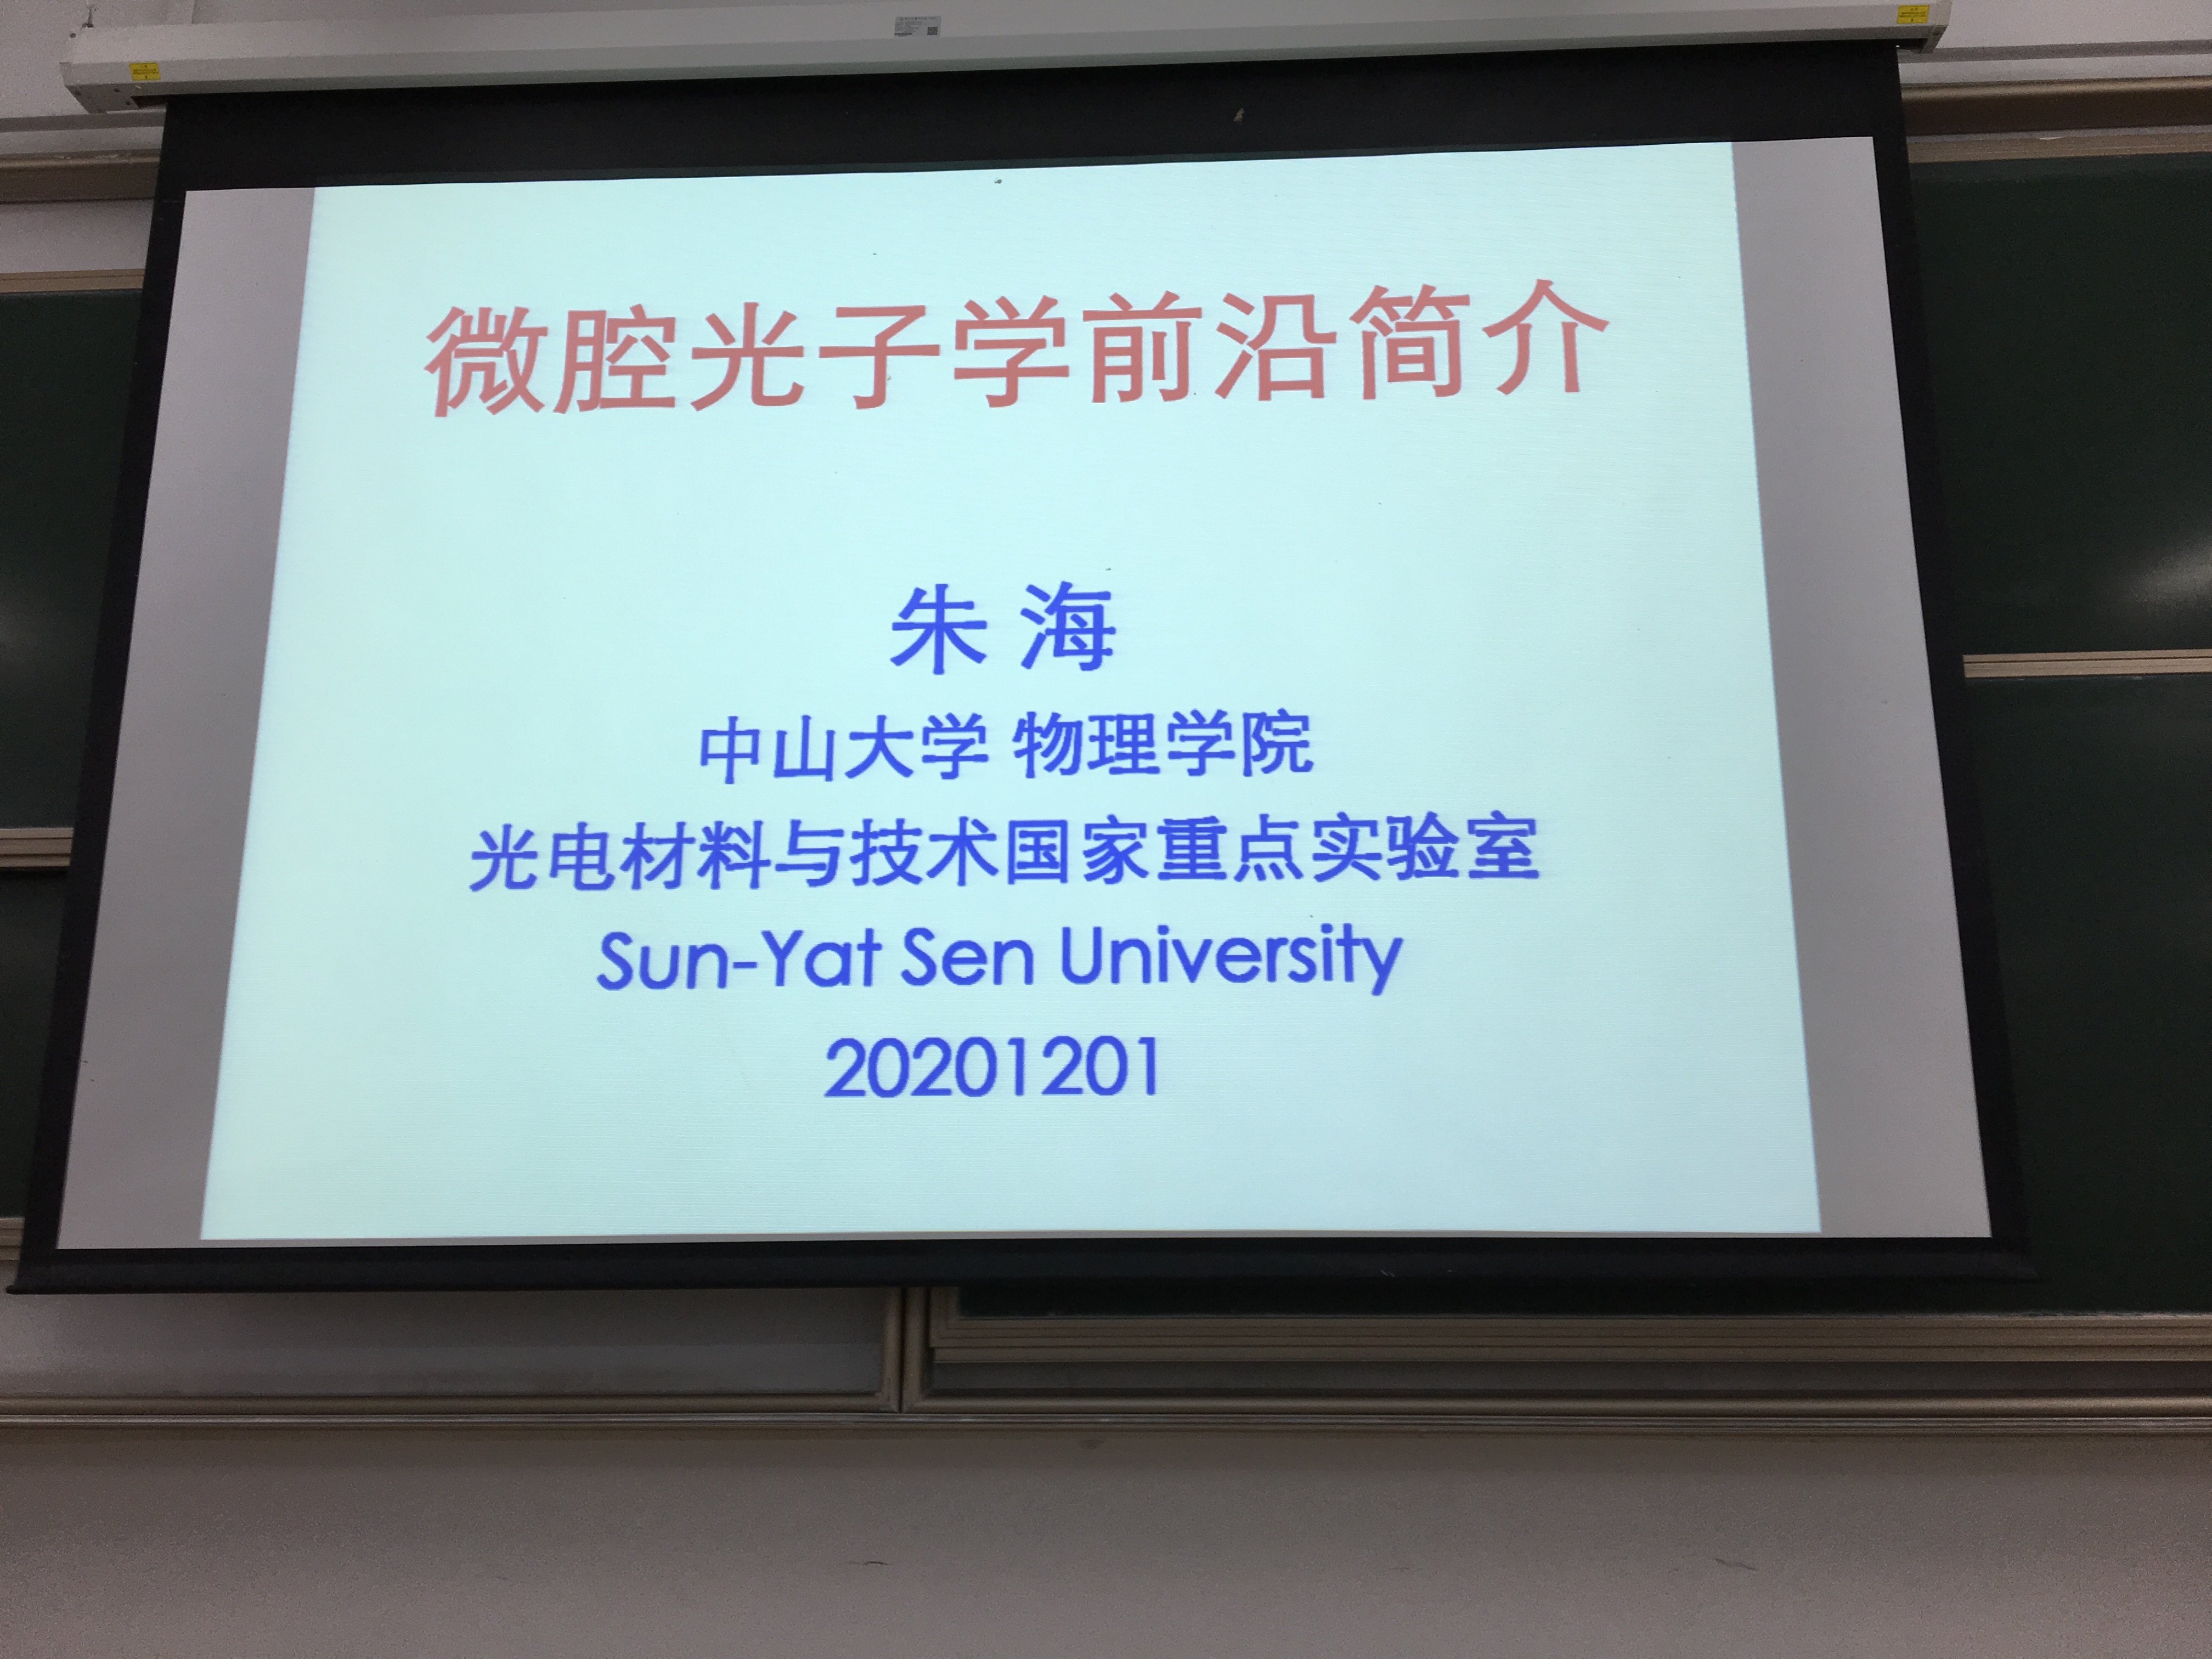 微腔光子学前沿简介
朱 海
中山大学 物理学院
光电材料与技术国家重点实验室
Sun-Yat Sen University
20201201